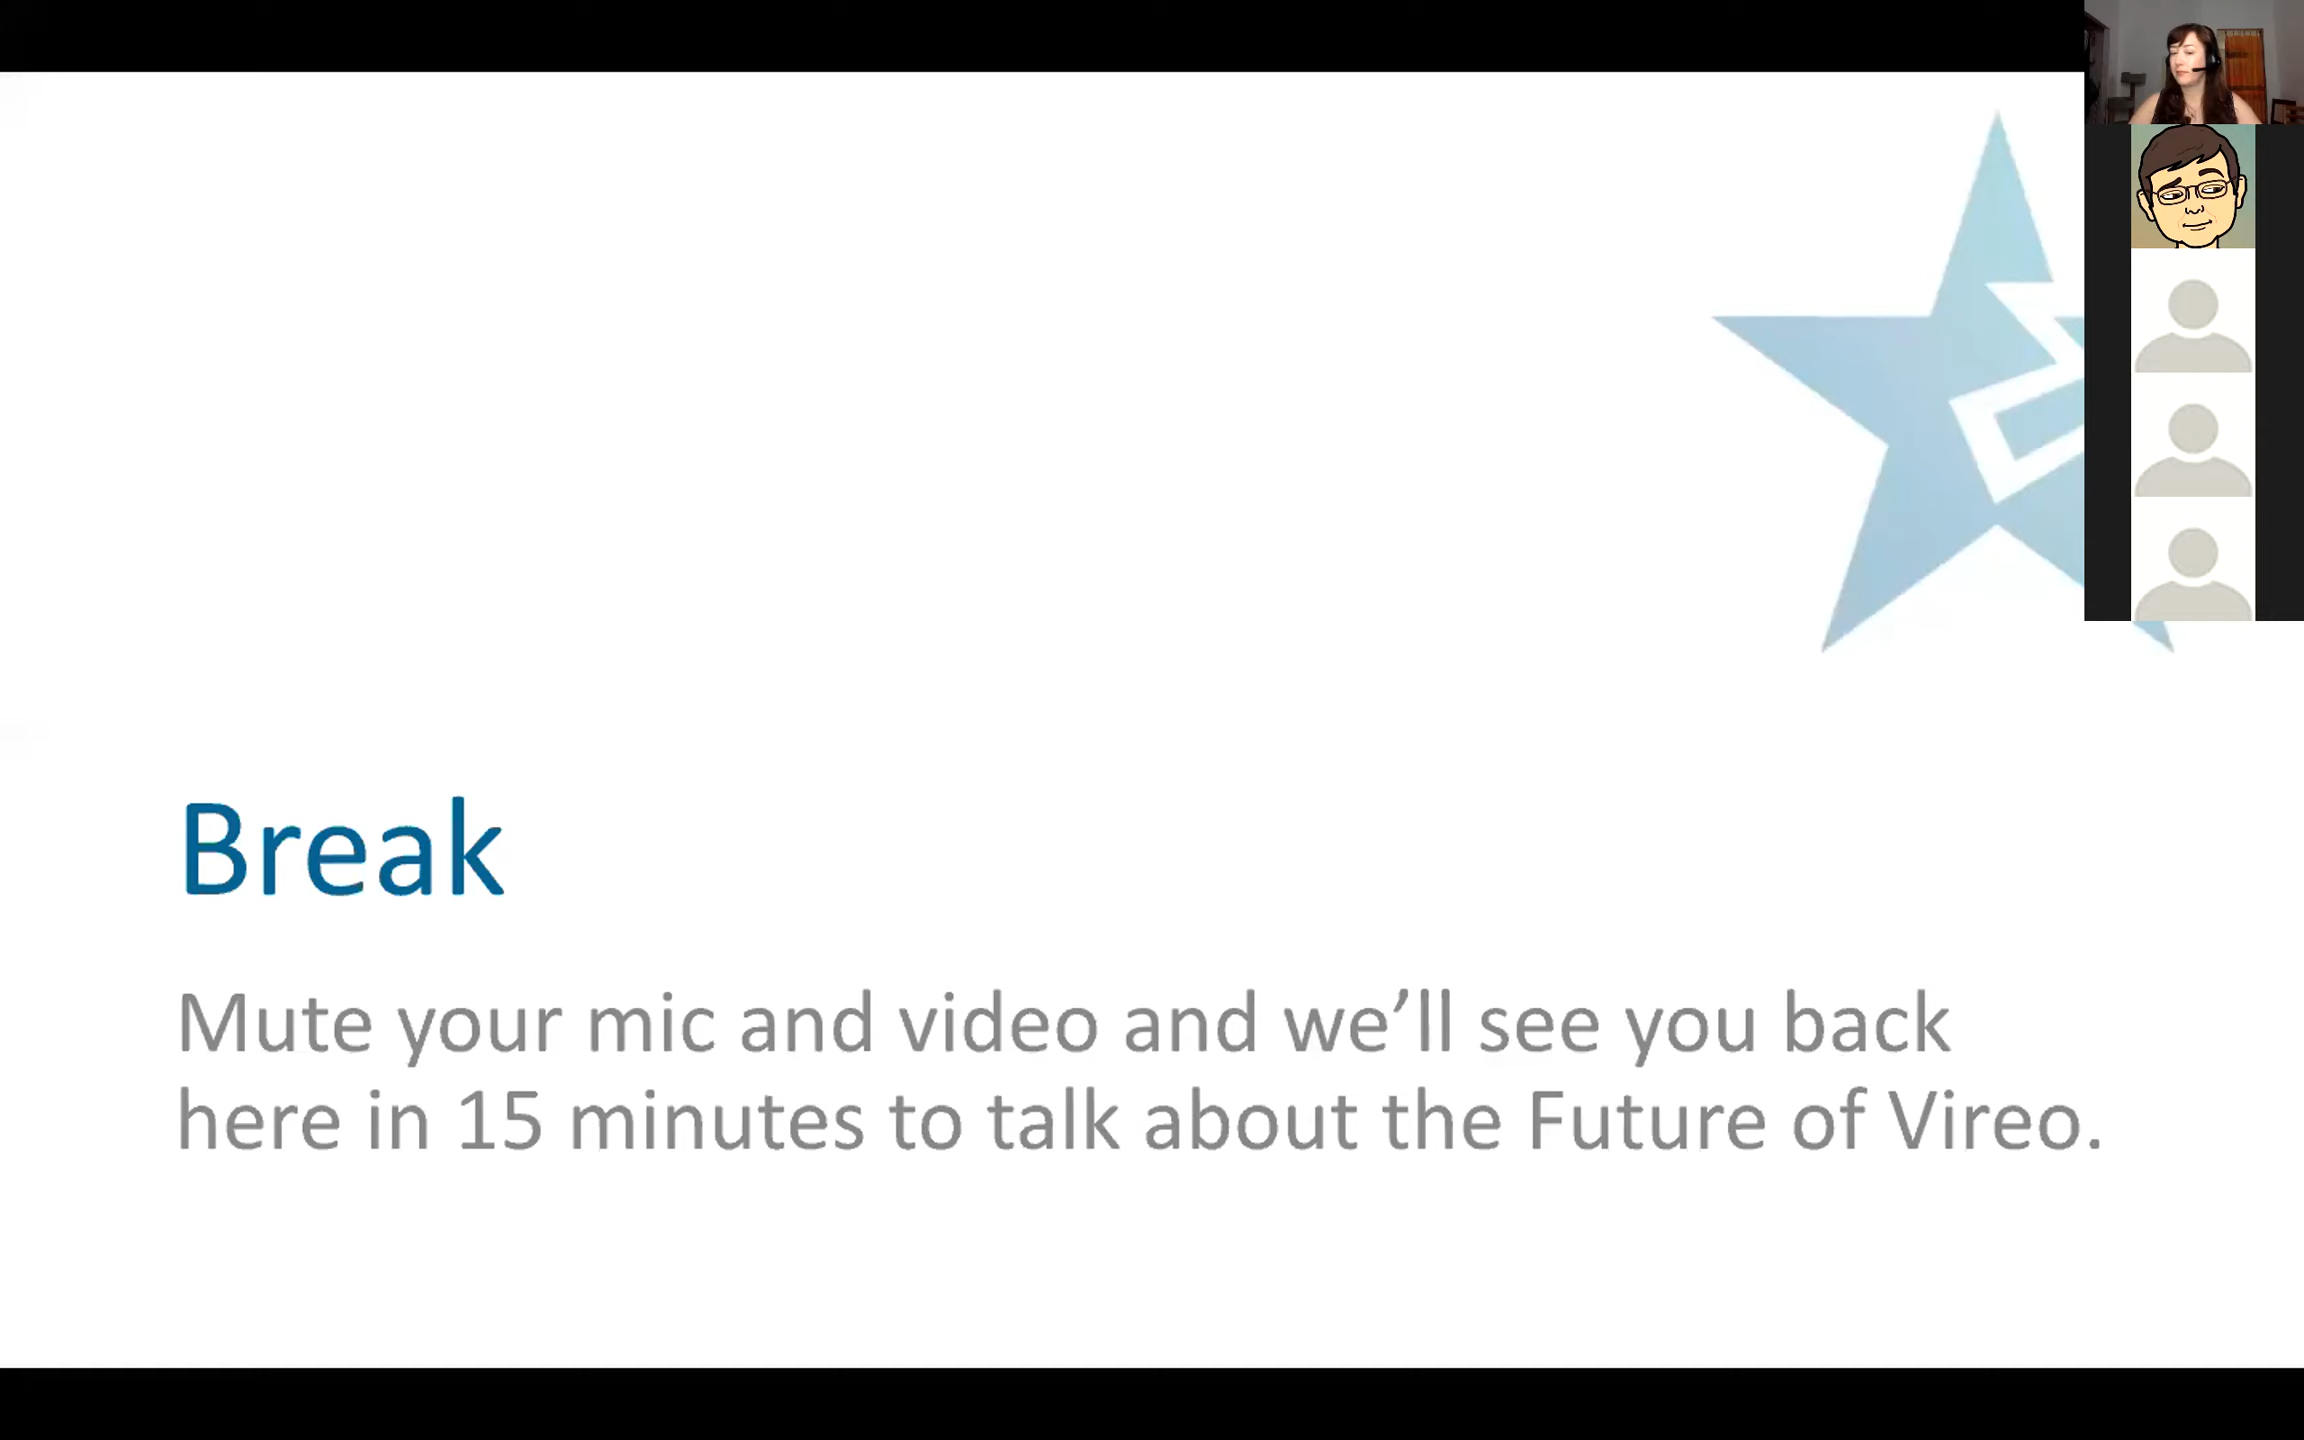 Break
Mute your mic and video and we’ll see you back
here in 15 minutes to talk about the Future of Vireo.